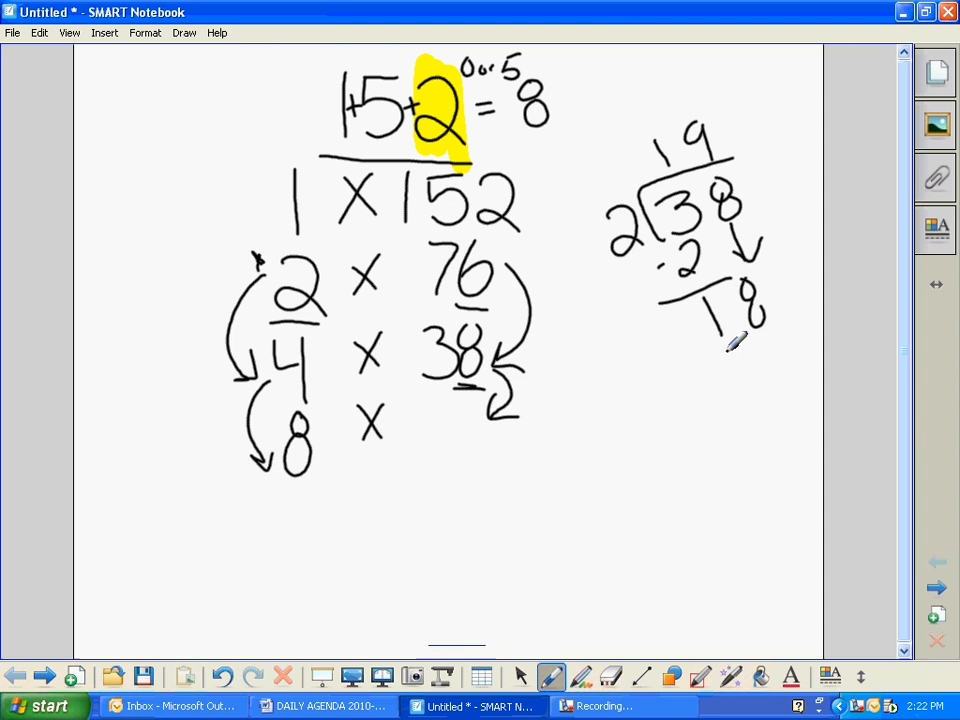 Untitled * - SMART Notebook
File Edit View Insert Format Draw Help
0 or 5
1+5+2 = 8
1 X 152
2 X 76
4 X 38
8 X
19
2 38
- 2
18
start
Inbox - Microsoft Out...
DAILY AGENDA 2010-...
Untitled * - SMART N...
Recording...
2:22 PM